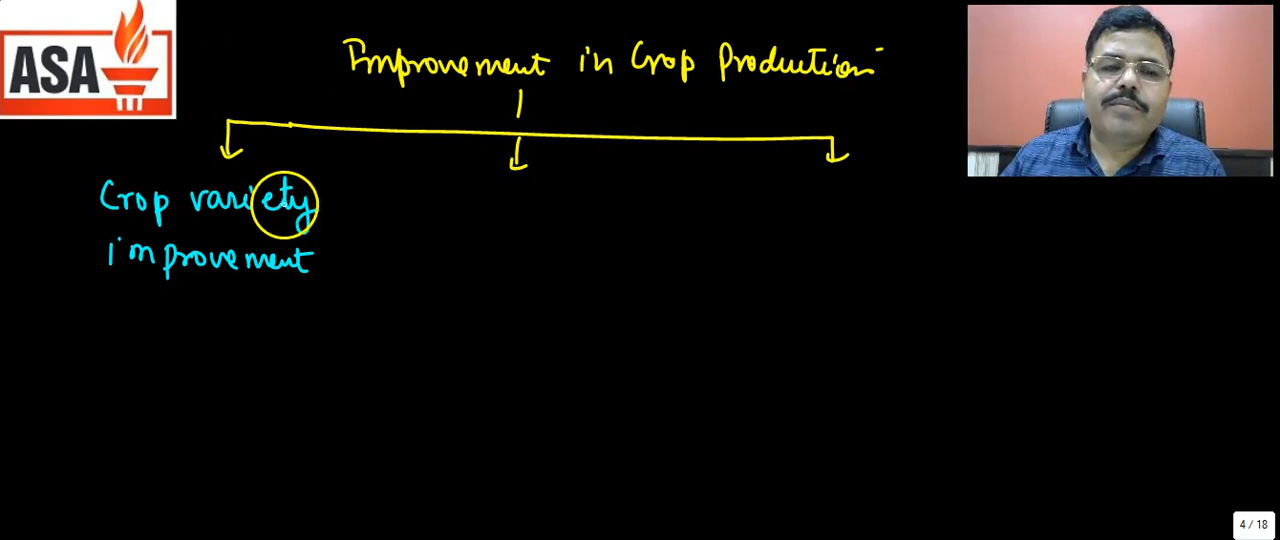 ASA
Improvement in Crop Production
Crop variety
improvement
4 / 18